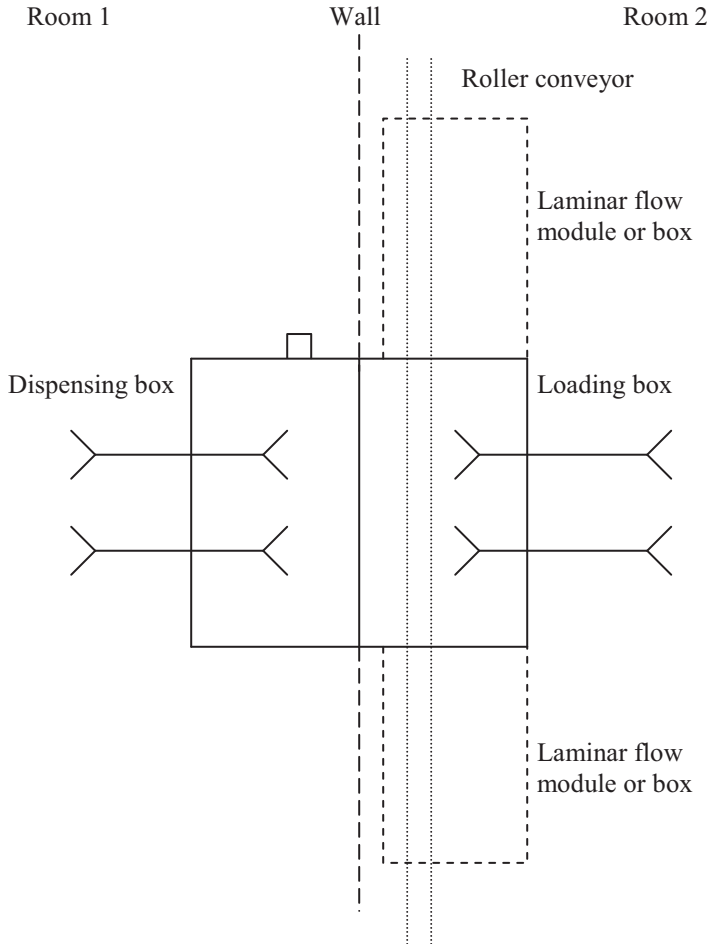 Room 1
Wall
Room 2
Roller conveyor
Laminar flow
module or box
Dispensing box
Loading box
Laminar flow
module or box